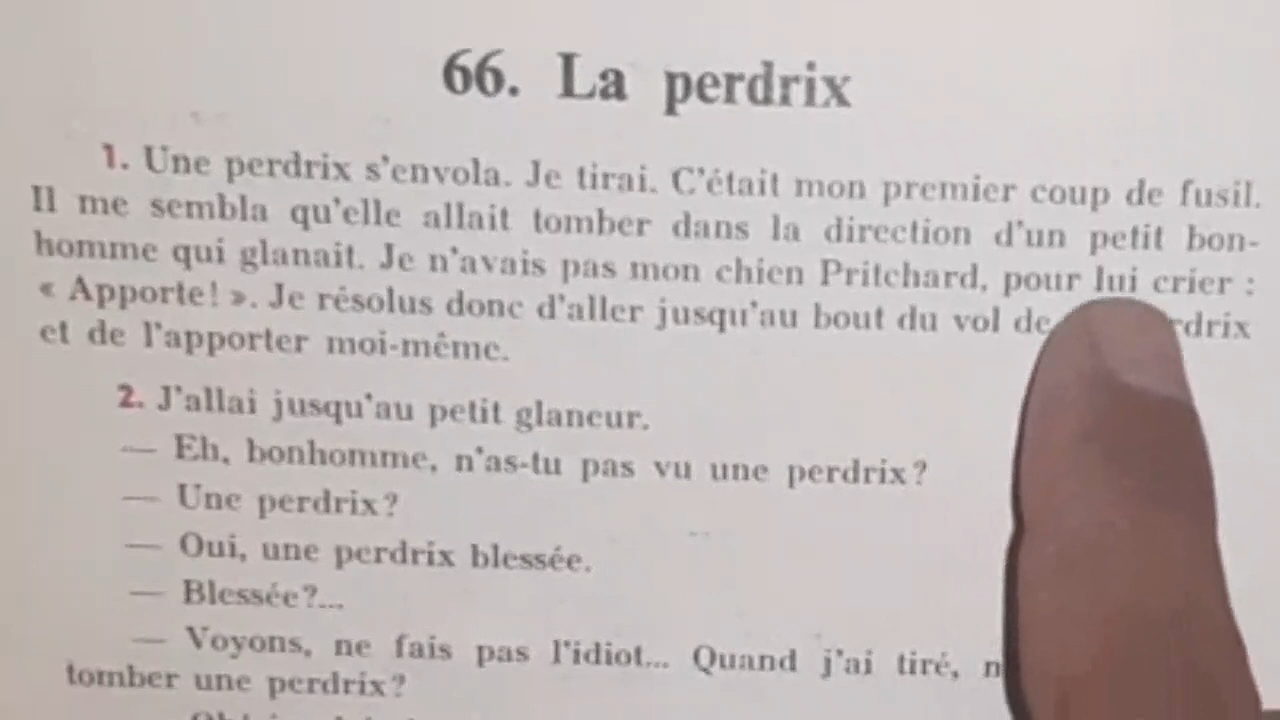 66. La perdrix
1. Une perdrix s'envola. Je tirai. C'était mon premier coup de fusil.
Il me sembla qu'elle allait tomber dans la direction d'un petit bon-
homme qui glanait. Je n'avais pas mon chien Pritchard, pour lui crier :
« Apporte! ». Je résolus donc d'aller jusqu'au bout du vol de
et de l'apporter moi-même.
2. J'allai jusqu'au petit glaneur.
— Eh, bonhomme, n'as-tu pas vu une perdrix?
— Une perdrix?
— Oui, une perdrix blessée.
— Blessée?...
— Voyons, ne fais pas l'idiot... Quand j'ai tiré,
tomber une perdrix?